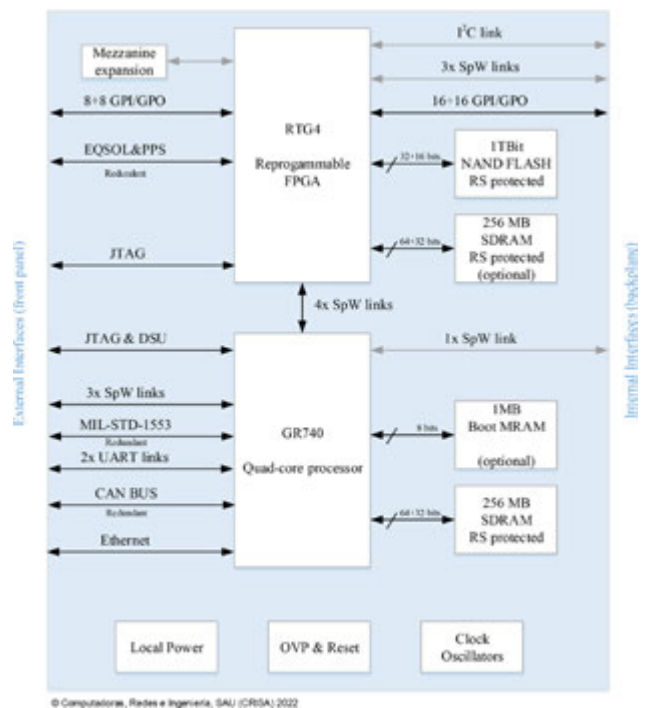 I²C link
Mezzanine
expansion
3x SpW links
8+8 GPI/GPO
16+16 GPI/GPO
RTG4
Reprogammable
FPGA
EQSOL&PPS
Redundant
32+16 bits
1TBit
NAND FLASH
RS protected
JTAG
64+32 bits
256 MB
SDRAM
RS protected
(optional)
4x SpW links
External Interfaces (front panel)
Internal Interfaces (backplane)
JTAG & DSU
1x SpW link
3x SpW links
MIL-STD-1553
Redundant
2x UART links
GR740
Quad-core processor
8 bits
1MB
Boot MRAM
(optional)
CAN BUS
Redundant
64+32 bits
256 MB
SDRAM
RS protected
Ethernet
Local Power
OVP & Reset
Clock
Oscillators
© Computadoras, Redes e Ingeniería, SAU (CRISA) 2022